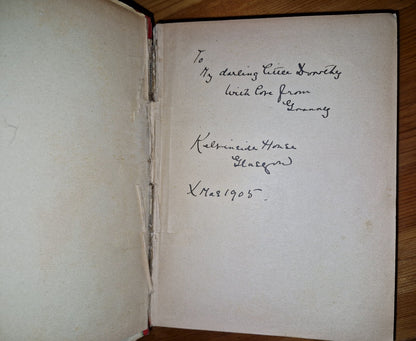 To
My darling little Dorothy
With love from
Granny
Kelvinside House
Glasgow
XMas 1905.